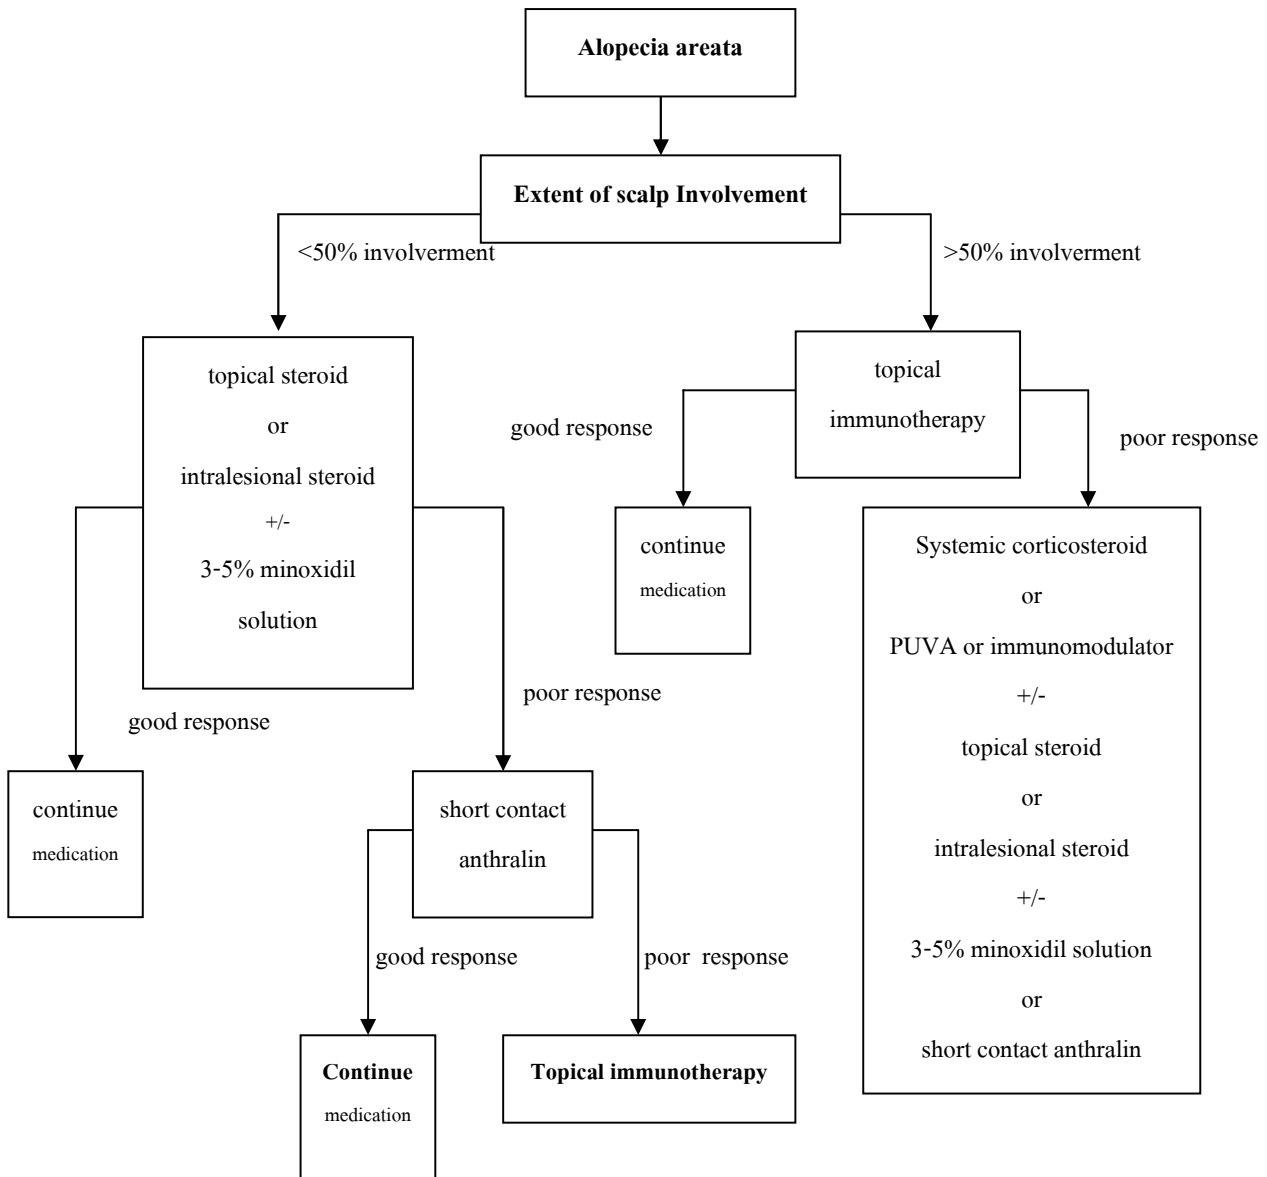 Alopecia areata
Extent of scalp Involvement
<50% involverment
>50% involverment
topical steroid
or
intralesional steroid
+/-
3-5% minoxidil
solution
topical
immunotherapy
good response
poor response
continue
medication
Systemic corticosteroid
or
PUVA or immunomodulator
+/-
topical steroid
or
intralesional steroid
+/-
3-5% minoxidil solution
or
short contact anthralin
good response
poor response
continue
medication
short contact
anthralin
good response
poor  response
Continue
medication
Topical immunotherapy